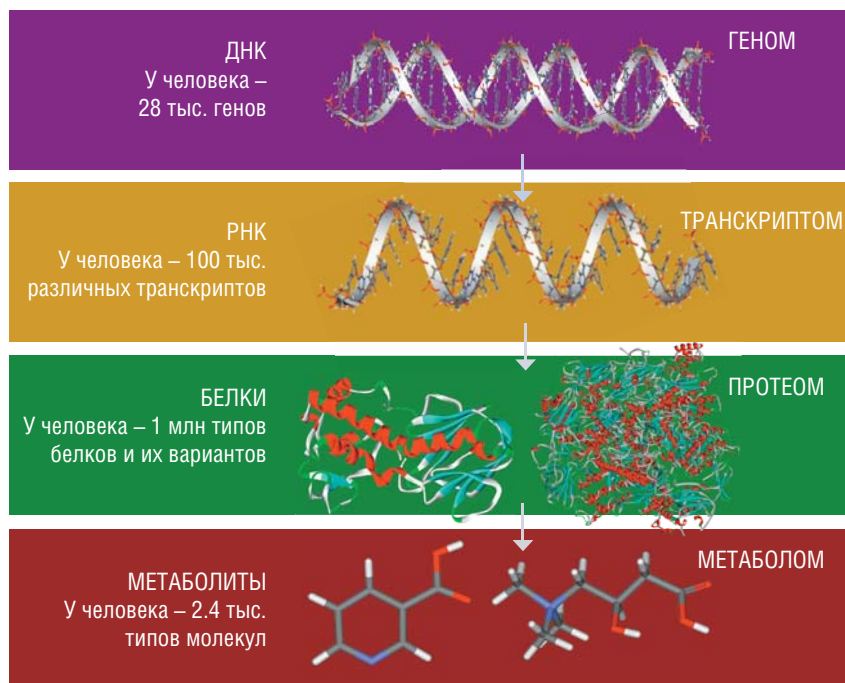 ДНК
У человека –
28 тыс. генов
ГЕНОМ
РНК
У человека – 100 тыс.
различных транскриптов
ТРАНСКРИПТОМ
БЕЛКИ
У человека – 1 млн типов
белков и их вариантов
ПРОТЕОМ
МЕТАБОЛИТЫ
У человека – 2.4 тыс.
типов молекул
МЕТАБОЛОМ